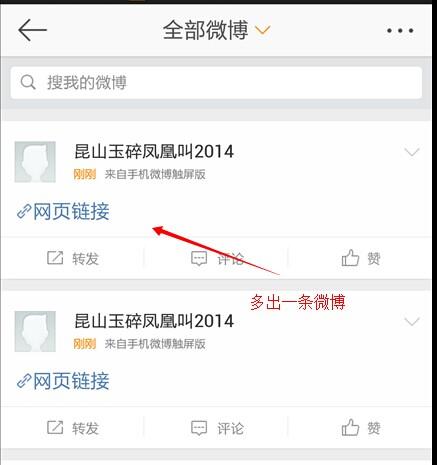 全部微博
搜我的微博
昆山玉碎凤凰叫2014
刚刚 来自手机微博触屏版
网页链接
转发 评论 赞
多出一条微博
昆山玉碎凤凰叫2014
刚刚 来自手机微博触屏版
网页链接
转发 评论 赞